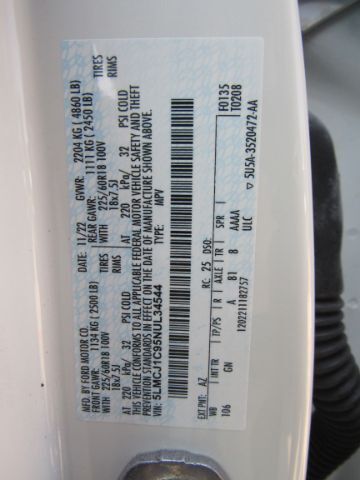 MFD. BY FORD MOTOR CO. 11/22 GVWR: 2204 KG ( 4860 LB)
FRONT GAWR: 1134 KG ( 2500 LB) REAR GAWR: 1111 KG ( 2450 LB)
WITH 225/60R18 100V TIRES WITH 225/60R18 100V TIRES
18x7.5J RIMS 18x7.5J RIMS
AT 220 kPa/ 32 PSI COLD AT 220 kPa/ 32 PSI COLD
THIS VEHICLE CONFORMS TO ALL APPLICABLE FEDERAL MOTOR VEHICLE SAFETY AND THEFT
PREVENTION STANDARDS IN EFFECT ON THE DATE OF MANUFACTURE SHOWN ABOVE.
VIN: 5LMCJ1C95NUL34544 TYPE: MPV
F0135
T0208
EXT PNT: AZ RC: 25 DSO:
WB INT TR TP/PS R AXLE TR SPR
106 GN A 81 8 AAAA
ULC
120221182757
▽ 5U5A-3520472-AA